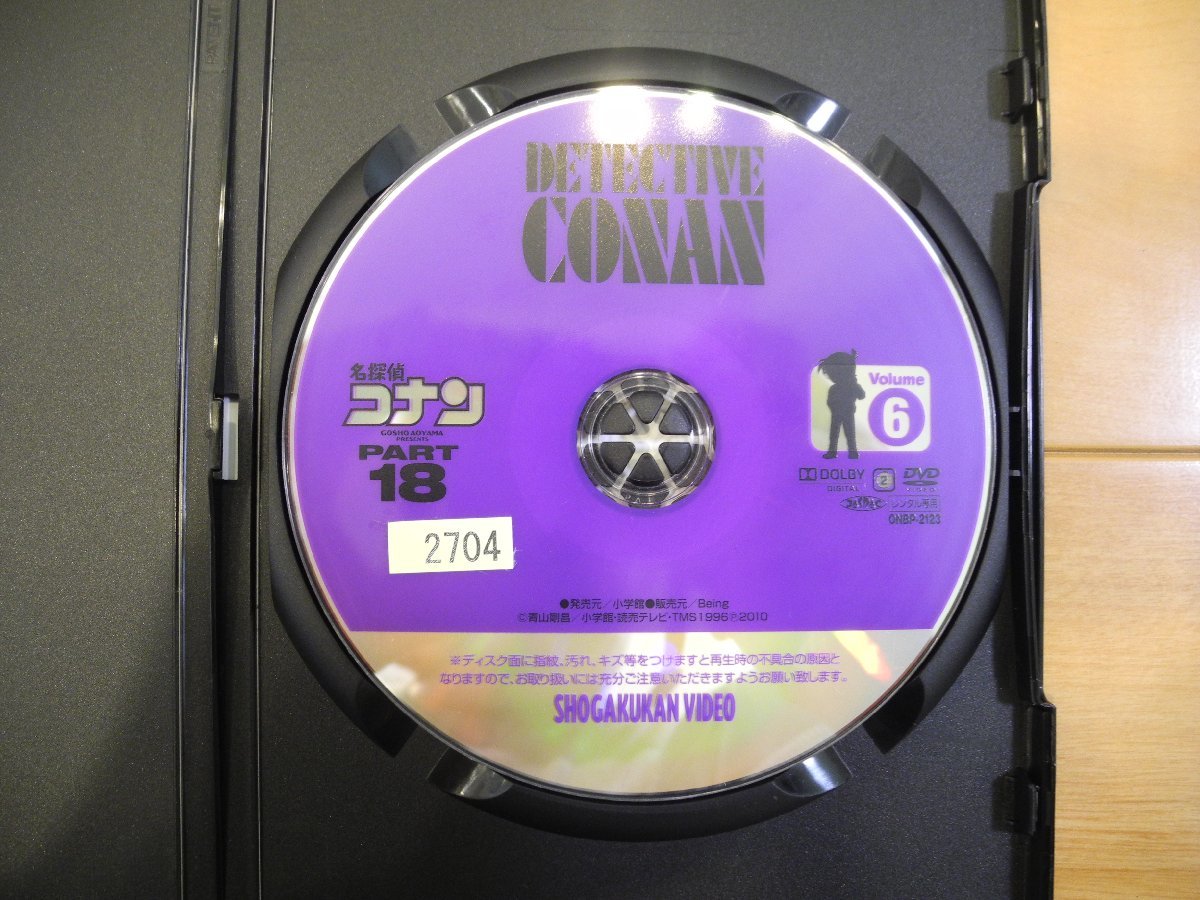 DETECTIVE
CONAN
名探偵
コナン
GOSHO AOYAMA
PRESENTS
PART
18
Volume
6
DOLBY
DIGITAL
2
DVD
VIDEO
レンタル専用
ONBP-2123
2704
●発売元／小学館●販売元／Being
©青山剛昌／小学館・読売テレビ・TMS1996Ⓟ2010
※ディスク面に指紋、汚れ、キズ等をつけますと再生時の不具合の原因と
なりますので、お取り扱いには充分ご注意いただきますようお願い致します。
SHOGAKUKAN VIDEO